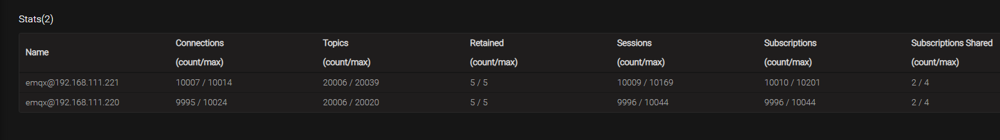 Stats(2)
Name Connections (count/max) Topics (count/max) Retained (count/max) Sessions (count/max) Subscriptions (count/max) Subscriptions Shared (count/max)
emqx@192.168.111.221 10007 / 10014 20006 / 20039 5 / 5 10009 / 10169 10010 / 10201 2 / 4
emqx@192.168.111.220 9995 / 10024 20006 / 20020 5 / 5 9996 / 10044 9996 / 10044 2 / 4